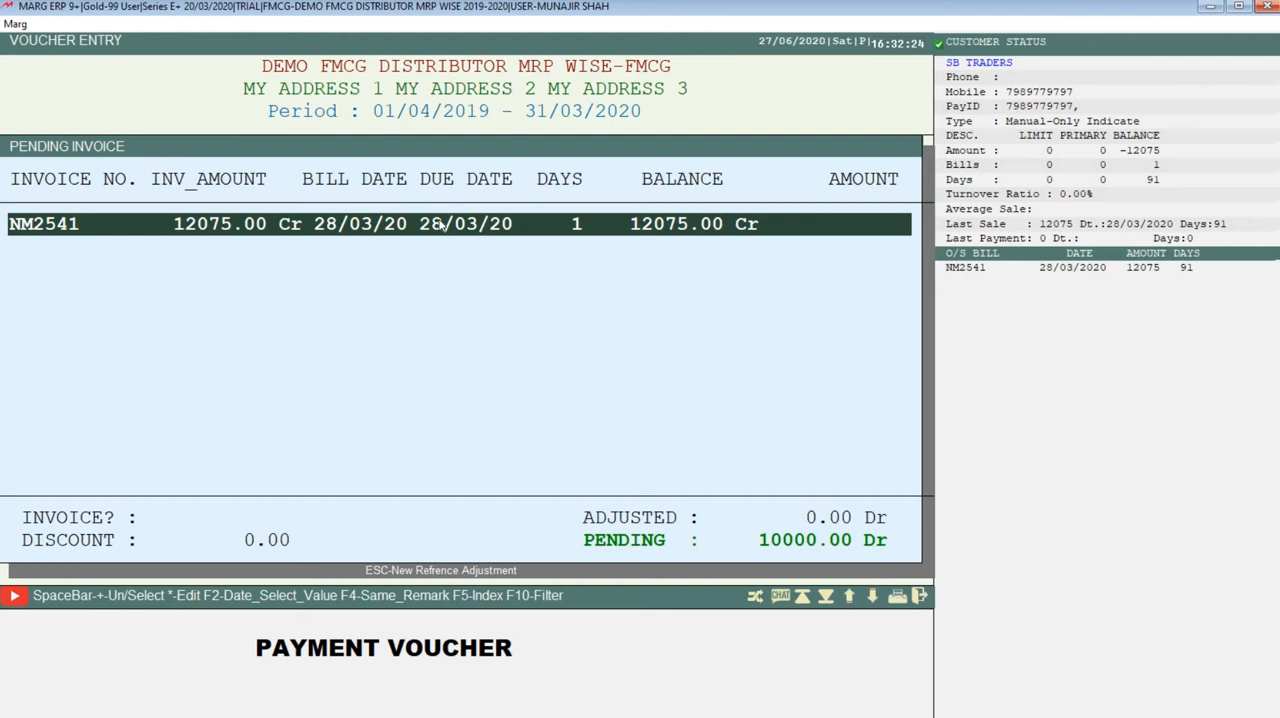 MARG ERP 9+|Gold-99 User|Series E+ 20/03/2020|TRIAL|FMCG-DEMO FMCG DISTRIBUTOR MRP WISE 2019-2020|USER-MUNAJIR SHAH
Marg
VOUCHER ENTRY 27/06/2020|Sat|P|16:32:24
DEMO FMCG DISTRIBUTOR MRP WISE-FMCG
MY ADDRESS 1 MY ADDRESS 2 MY ADDRESS 3
Period : 01/04/2019 - 31/03/2020
PENDING INVOICE
INVOICE NO. INV_AMOUNT BILL DATE DUE DATE DAYS BALANCE AMOUNT
NM2541 12075.00 Cr 28/03/20 28/03/20 1 12075.00 Cr
INVOICE? : ADJUSTED : 0.00 Dr
DISCOUNT : 0.00 PENDING : 10000.00 Dr
ESC-New Refrence Adjustment
SpaceBar-+-Un/Select *-Edit F2-Date_Select_Value F4-Same_Remark F5-Index F10-Filter CHAT
PAYMENT VOUCHER
CUSTOMER STATUS
SB TRADERS
Phone :
Mobile : 7989779797
PayID : 7989779797,
Type : Manual-Only Indicate
DESC. LIMIT PRIMARY BALANCE
Amount : 0 0 -12075
Bills : 0 0 1
Days : 0 0 91
Turnover Ratio : 0.00%
Average Sale:
Last Sale : 12075 Dt.:28/03/2020 Days:91
Last Payment: 0 Dt.: Days:0
O/S BILL DATE AMOUNT DAYS
NM2541 28/03/2020 12075 91